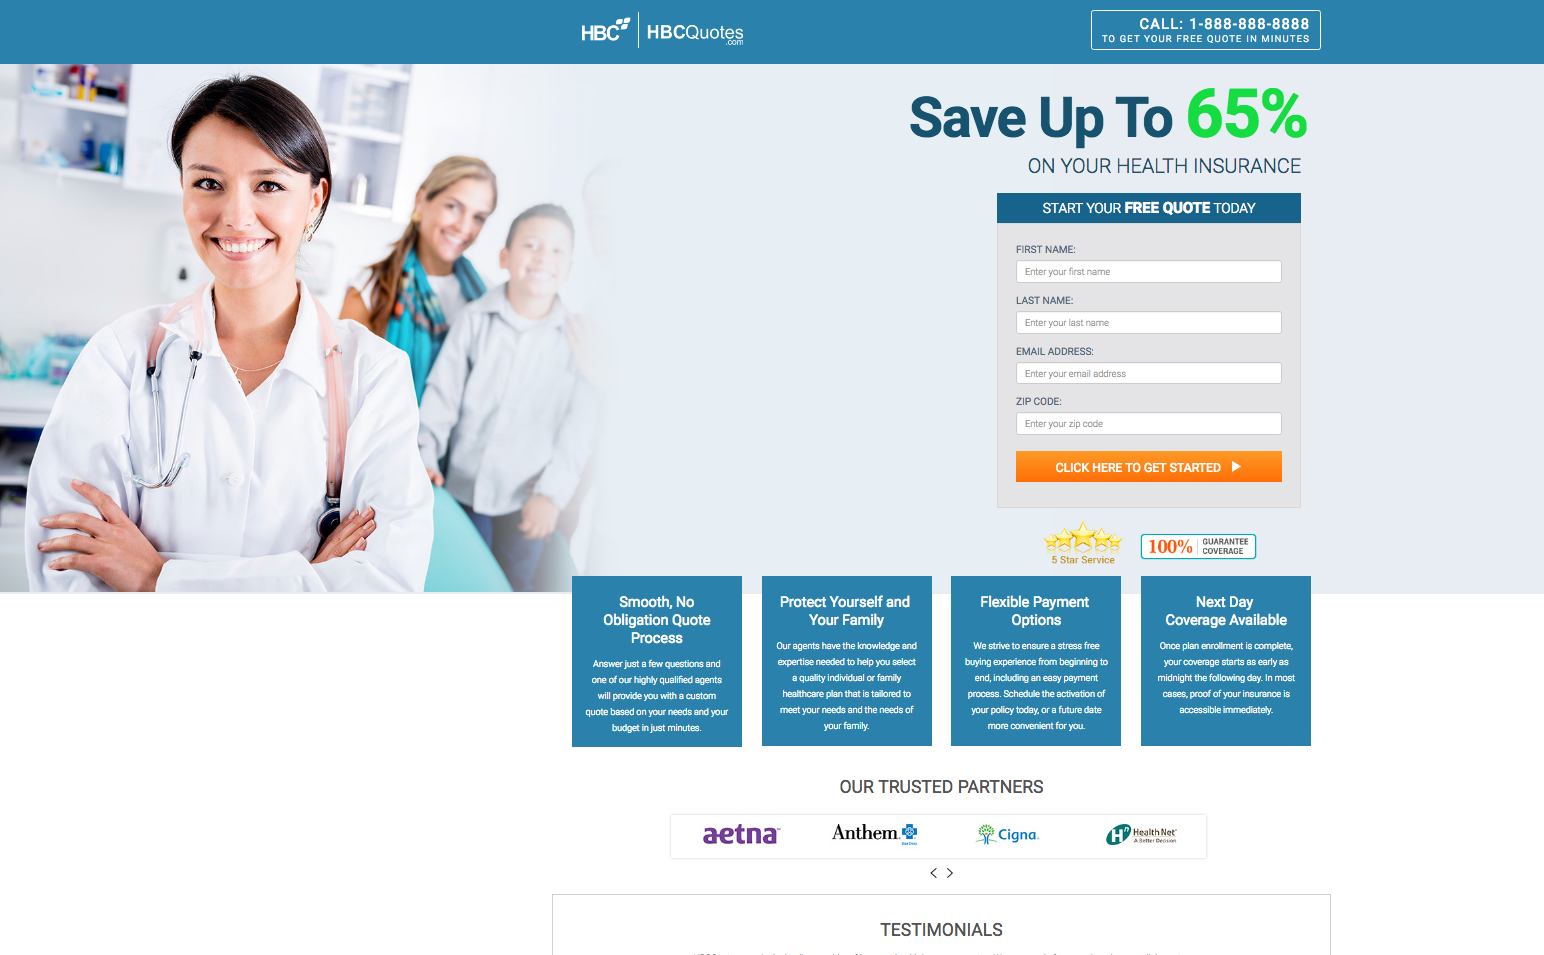 HBC HBCQuotes
.com
CALL: 1-888-888-8888
TO GET YOUR FREE QUOTE IN MINUTES
Save Up To 65%
ON YOUR HEALTH INSURANCE
START YOUR FREE QUOTE TODAY
FIRST NAME:
Enter your first name
LAST NAME:
Enter your last name
EMAIL ADDRESS:
Enter your email address
ZIP CODE:
Enter your zip code
CLICK HERE TO GET STARTED
5 Star Service
100% GUARANTEE
COVERAGE
Smooth, No
Obligation Quote
Process
Answer just a few questions and
one of our highly qualified agents
will provide you with a custom
quote based on your needs and your
budget in just minutes.
Protect Yourself and
Your Family
Our agents have the knowledge and
expertise needed to help you select
a quality individual or family
healthcare plan that is tailored to
meet your needs and the needs of
your family.
Flexible Payment
Options
We strive to ensure a stress free
buying experience from beginning to
end, including an easy payment
process. Schedule the activation of
your policy today, or a future date
more convenient for you.
Next Day
Coverage Available
Once plan enrollment is complete,
your coverage starts as early as
midnight the following day. In most
cases, proof of your insurance is
accessible immediately.
OUR TRUSTED PARTNERS
aetna
Anthem.
Cigna.
Health Net
A Better Decision
TESTIMONIALS